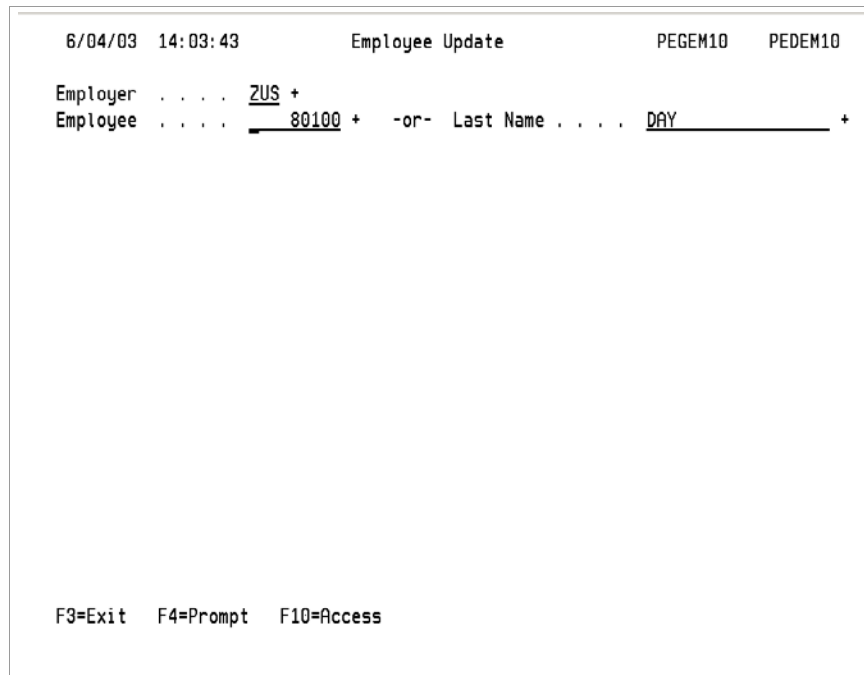 6/04/03 14:03:43 Employee Update PEGEM10 PEDEM10
Employer . . . . ZUS +
Employee . . . . 80100 + -or- Last Name . . . . DAY +
F3=Exit F4=Prompt F10=Access